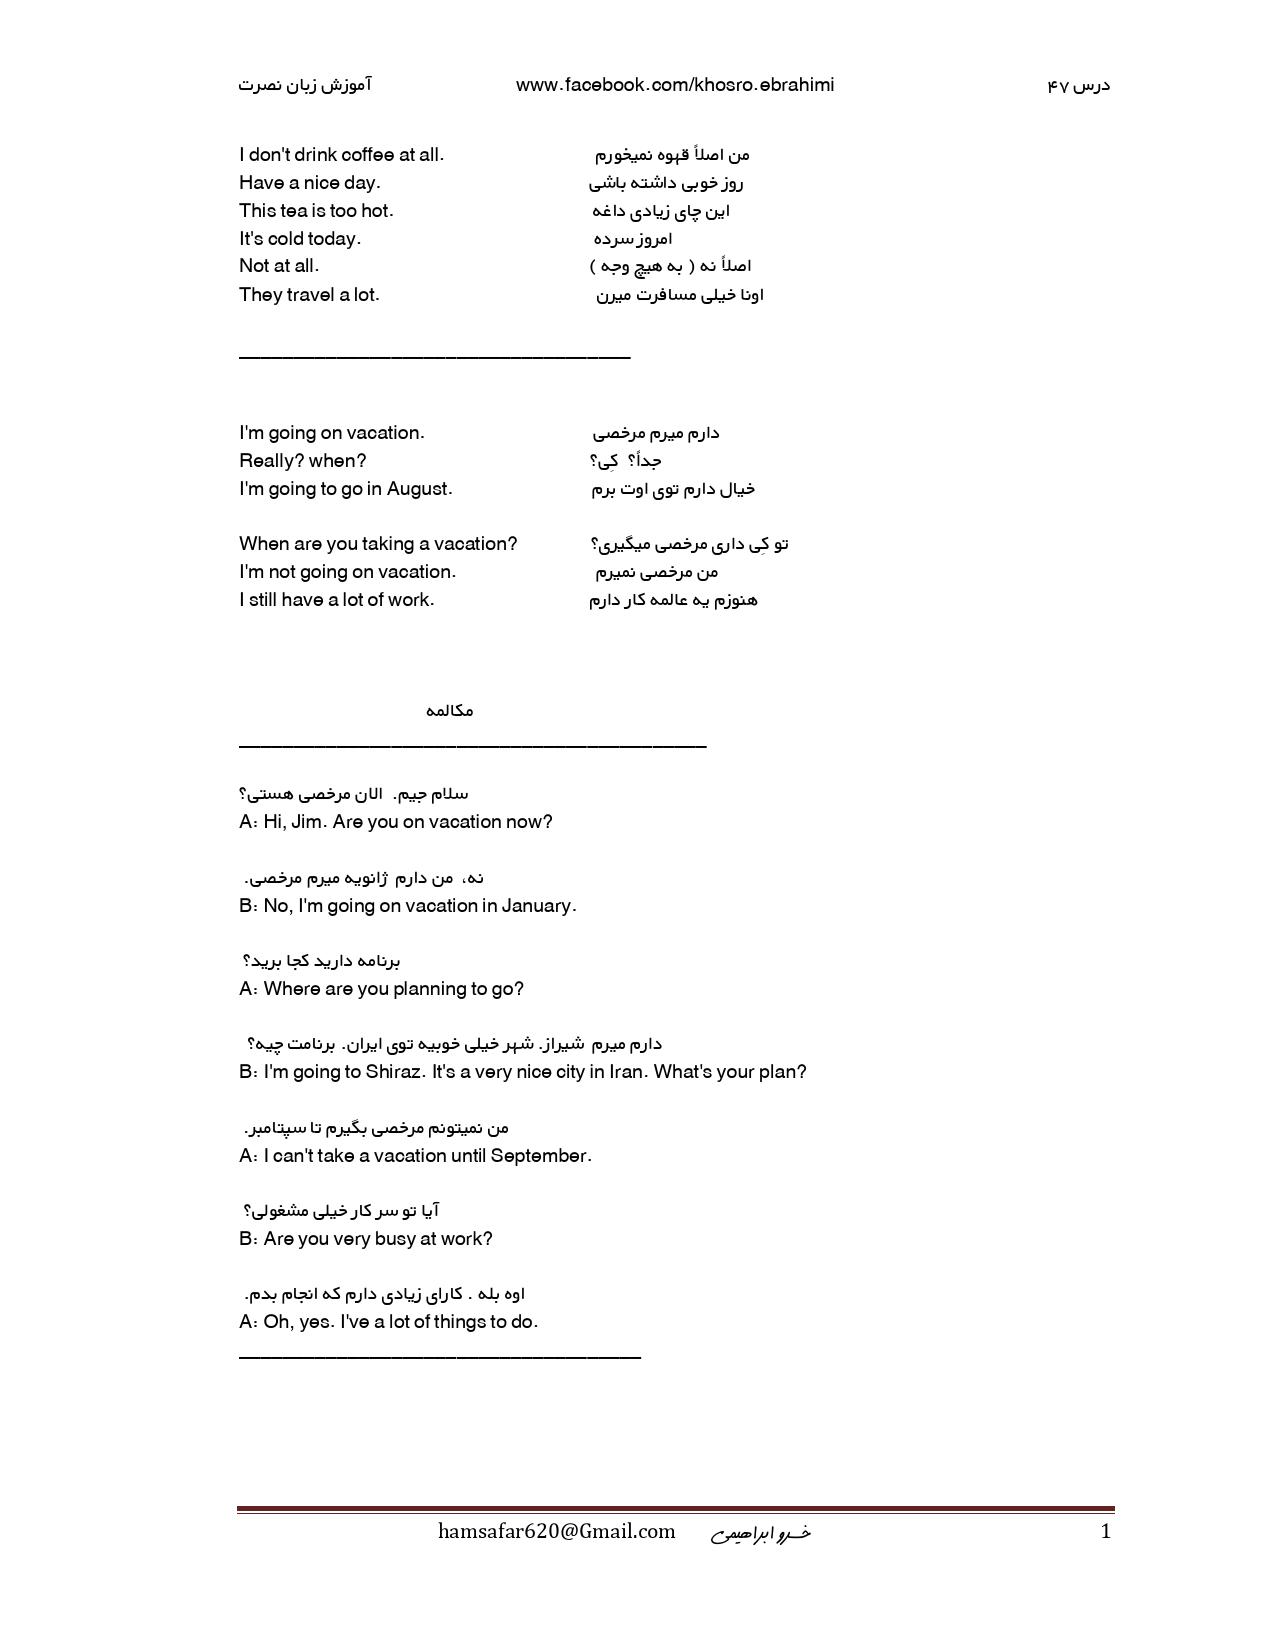 آموزش زبان نصرت www.facebook.com/khosro.ebrahimi درس ۴۷
I don't drink coffee at all. من اصلاً قهوه نمیخورم
Have a nice day. روز خوبی داشته باشی
This tea is too hot. این چای زیادی داغه
It's cold today. امروز سرده
Not at all. اصلاً نه ( به هیچ وجه )
They travel a lot. اونا خیلی مسافرت میرن
I'm going on vacation. دارم میرم مرخصی
Really? when? جداً؟ کِی؟
I'm going to go in August. خیال دارم توی اوت برم
When are you taking a vacation? تو کِی داری مرخصی میگیری؟
I'm not going on vacation. من مرخصی نمیرم
I still have a lot of work. هنوزم یه عالمه کار دارم
مکالمه
سلام جیم. الان مرخصی هستی؟
A: Hi, Jim. Are you on vacation now?
نه، من دارم ژانویه میرم مرخصی.
B: No, I'm going on vacation in January.
برنامه دارید کجا برید؟
A: Where are you planning to go?
دارم میرم شیراز. شهر خیلی خوبیه توی ایران. برنامت چیه؟
B: I'm going to Shiraz. It's a very nice city in Iran. What's your plan?
من نمیتونم مرخصی بگیرم تا سپتامبر.
A: I can't take a vacation until September.
آیا تو سر کار خیلی مشغولی؟
B: Are you very busy at work?
اوه بله . کارای زیادی دارم که انجام بدم.
A: Oh, yes. I've a lot of things to do.
hamsafar620@Gmail.com خسرو ابراهیمی 1